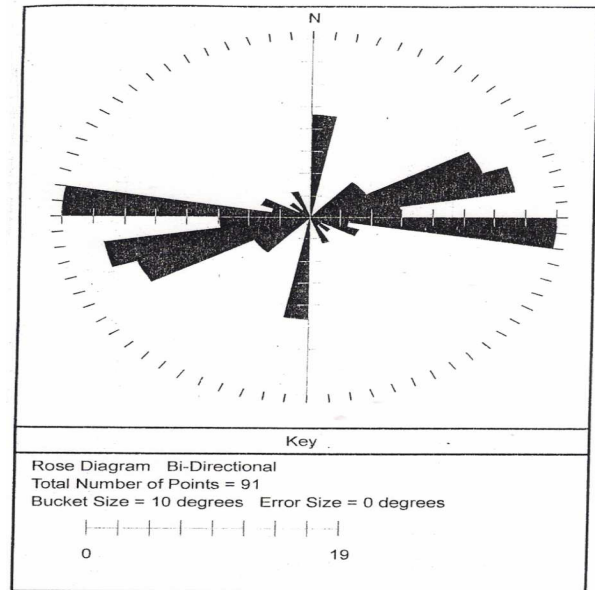 N
Key
Rose Diagram Bi-Directional
Total Number of Points = 91
Bucket Size = 10 degrees Error Size = 0 degrees
0 19